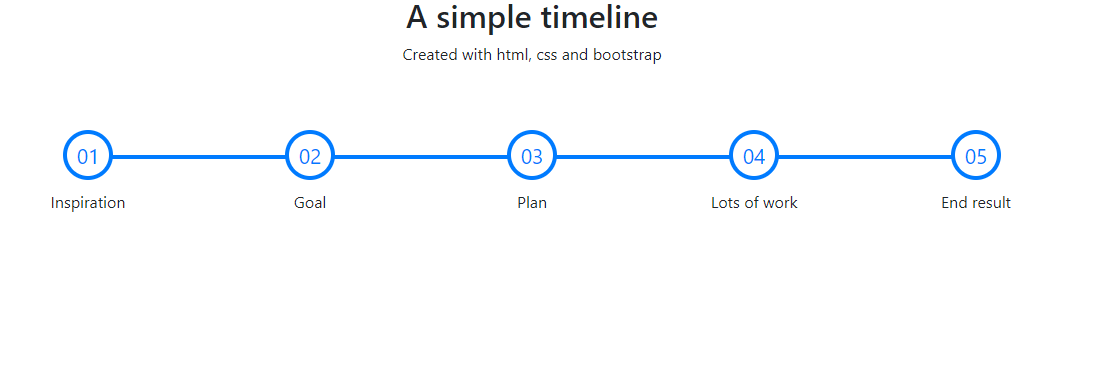 A simple timeline
Created with html, css and bootstrap
01 02 03 04 05
Inspiration Goal Plan Lots of work End result